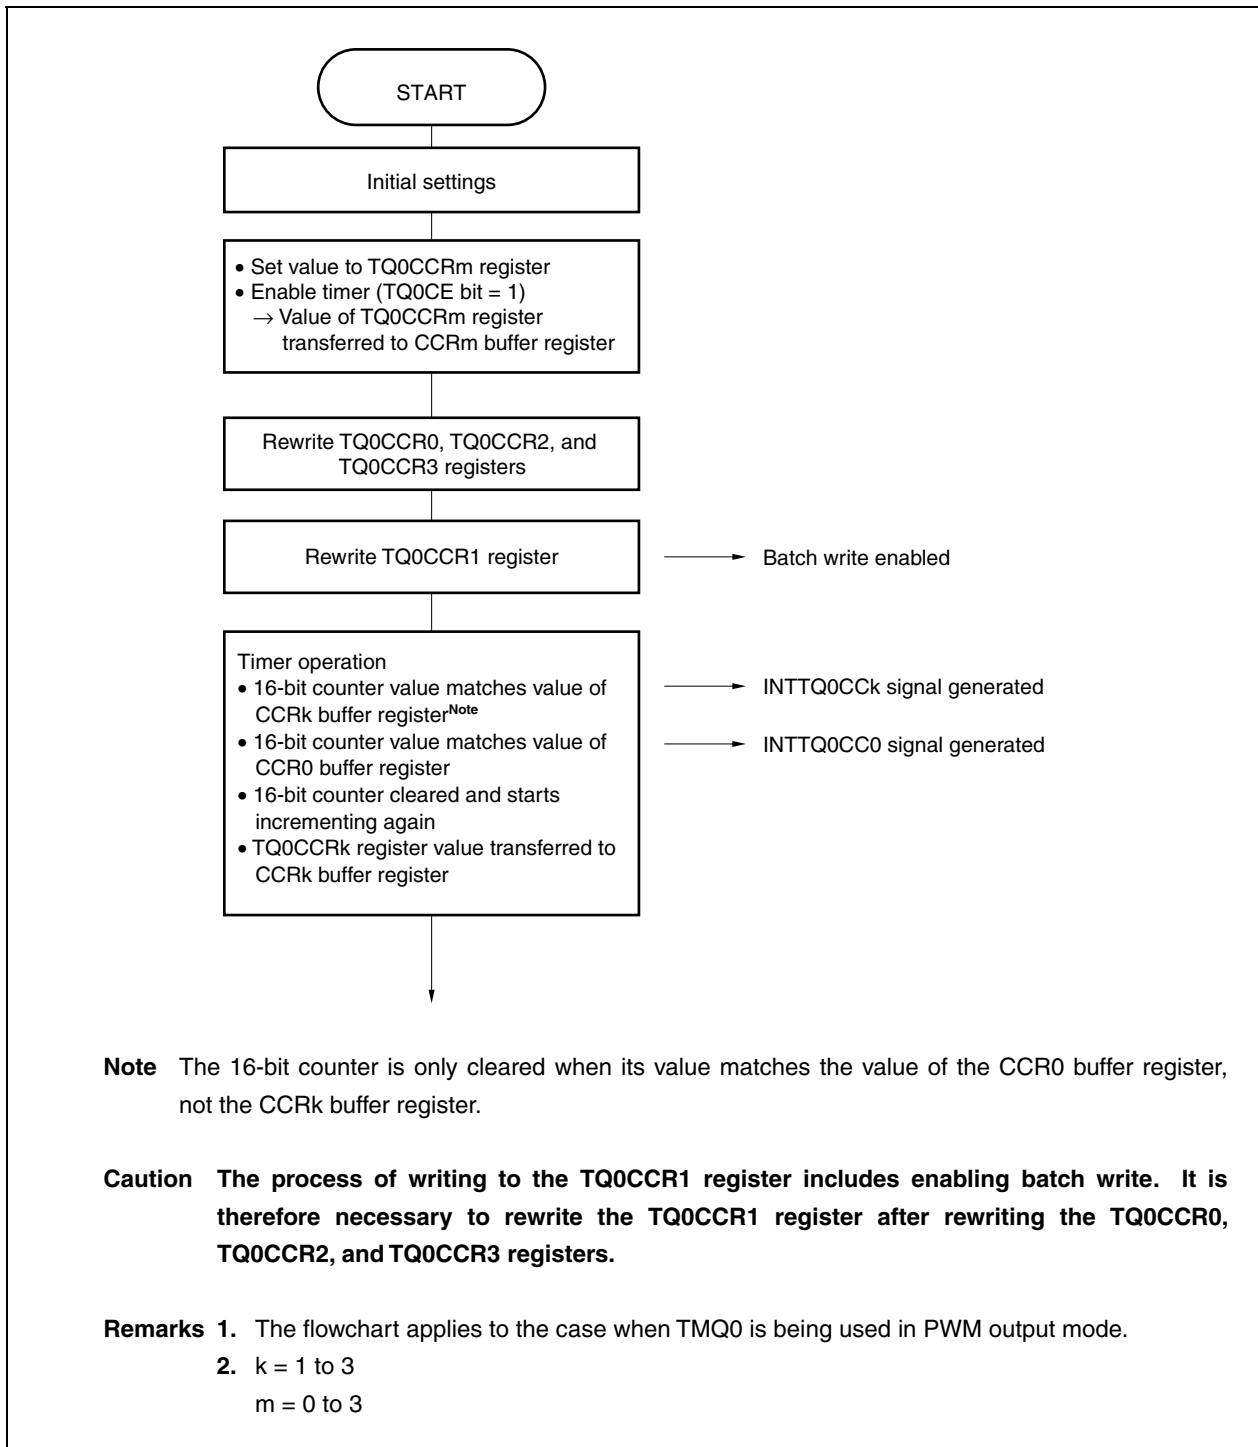 START
Initial settings
• Set value to TQ0CCRm register
• Enable timer (TQ0CE bit = 1)
→ Value of TQ0CCRm register
transferred to CCRm buffer register
Rewrite TQ0CCR0, TQ0CCR2, and
TQ0CCR3 registers
Rewrite TQ0CCR1 register
Batch write enabled
Timer operation
• 16-bit counter value matches value of
CCRk buffer registerNote
INTTQ0CCk signal generated
• 16-bit counter value matches value of
CCR0 buffer register
INTTQ0CC0 signal generated
• 16-bit counter cleared and starts
incrementing again
• TQ0CCRk register value transferred to
CCRk buffer register
Note The 16-bit counter is only cleared when its value matches the value of the CCR0 buffer register,
not the CCRk buffer register.
Caution The process of writing to the TQ0CCR1 register includes enabling batch write. It is
therefore necessary to rewrite the TQ0CCR1 register after rewriting the TQ0CCR0,
TQ0CCR2, and TQ0CCR3 registers.
Remarks 1. The flowchart applies to the case when TMQ0 is being used in PWM output mode.
2. k = 1 to 3
m = 0 to 3